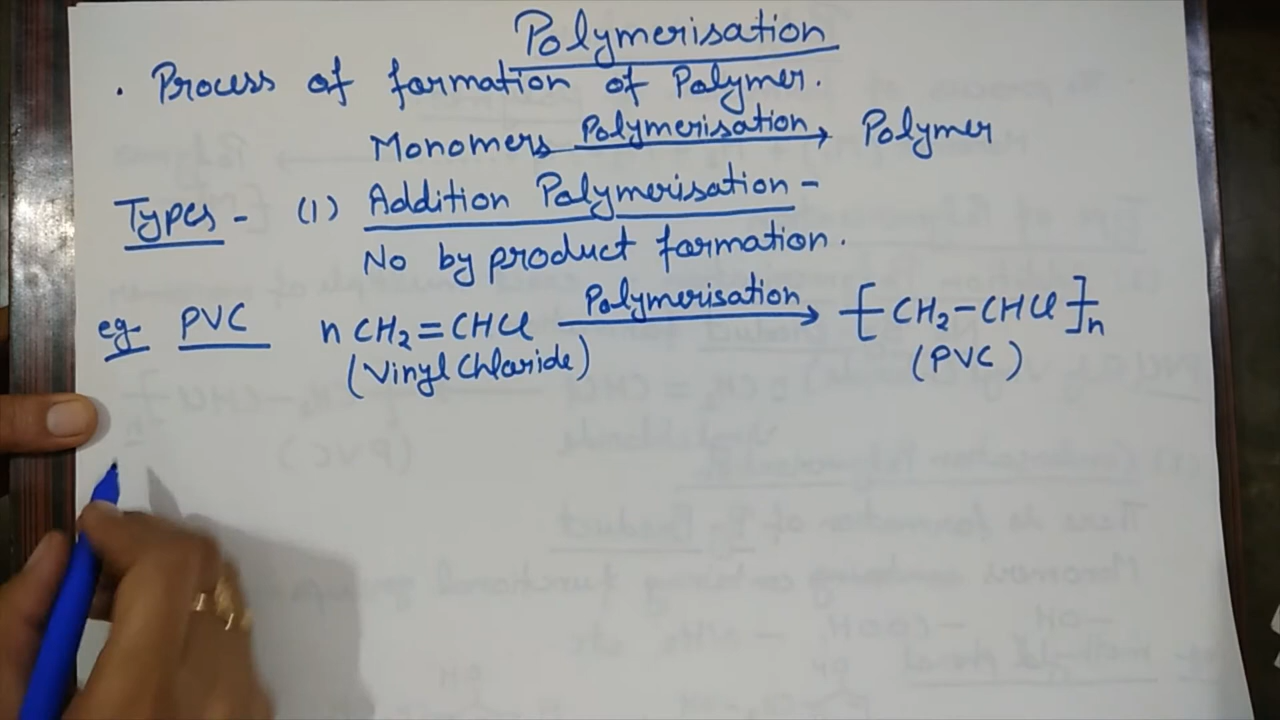 Polymerisation
. Process of formation of Polymer.
Monomers Polymerisation → Polymer
Types - (1) Addition Polymerisation -
No by product formation.
eg- PVC n CH₂=CHCl Polymerisation → [CH₂-CHCl]ₙ
(Vinyl Chloride) (PVC)